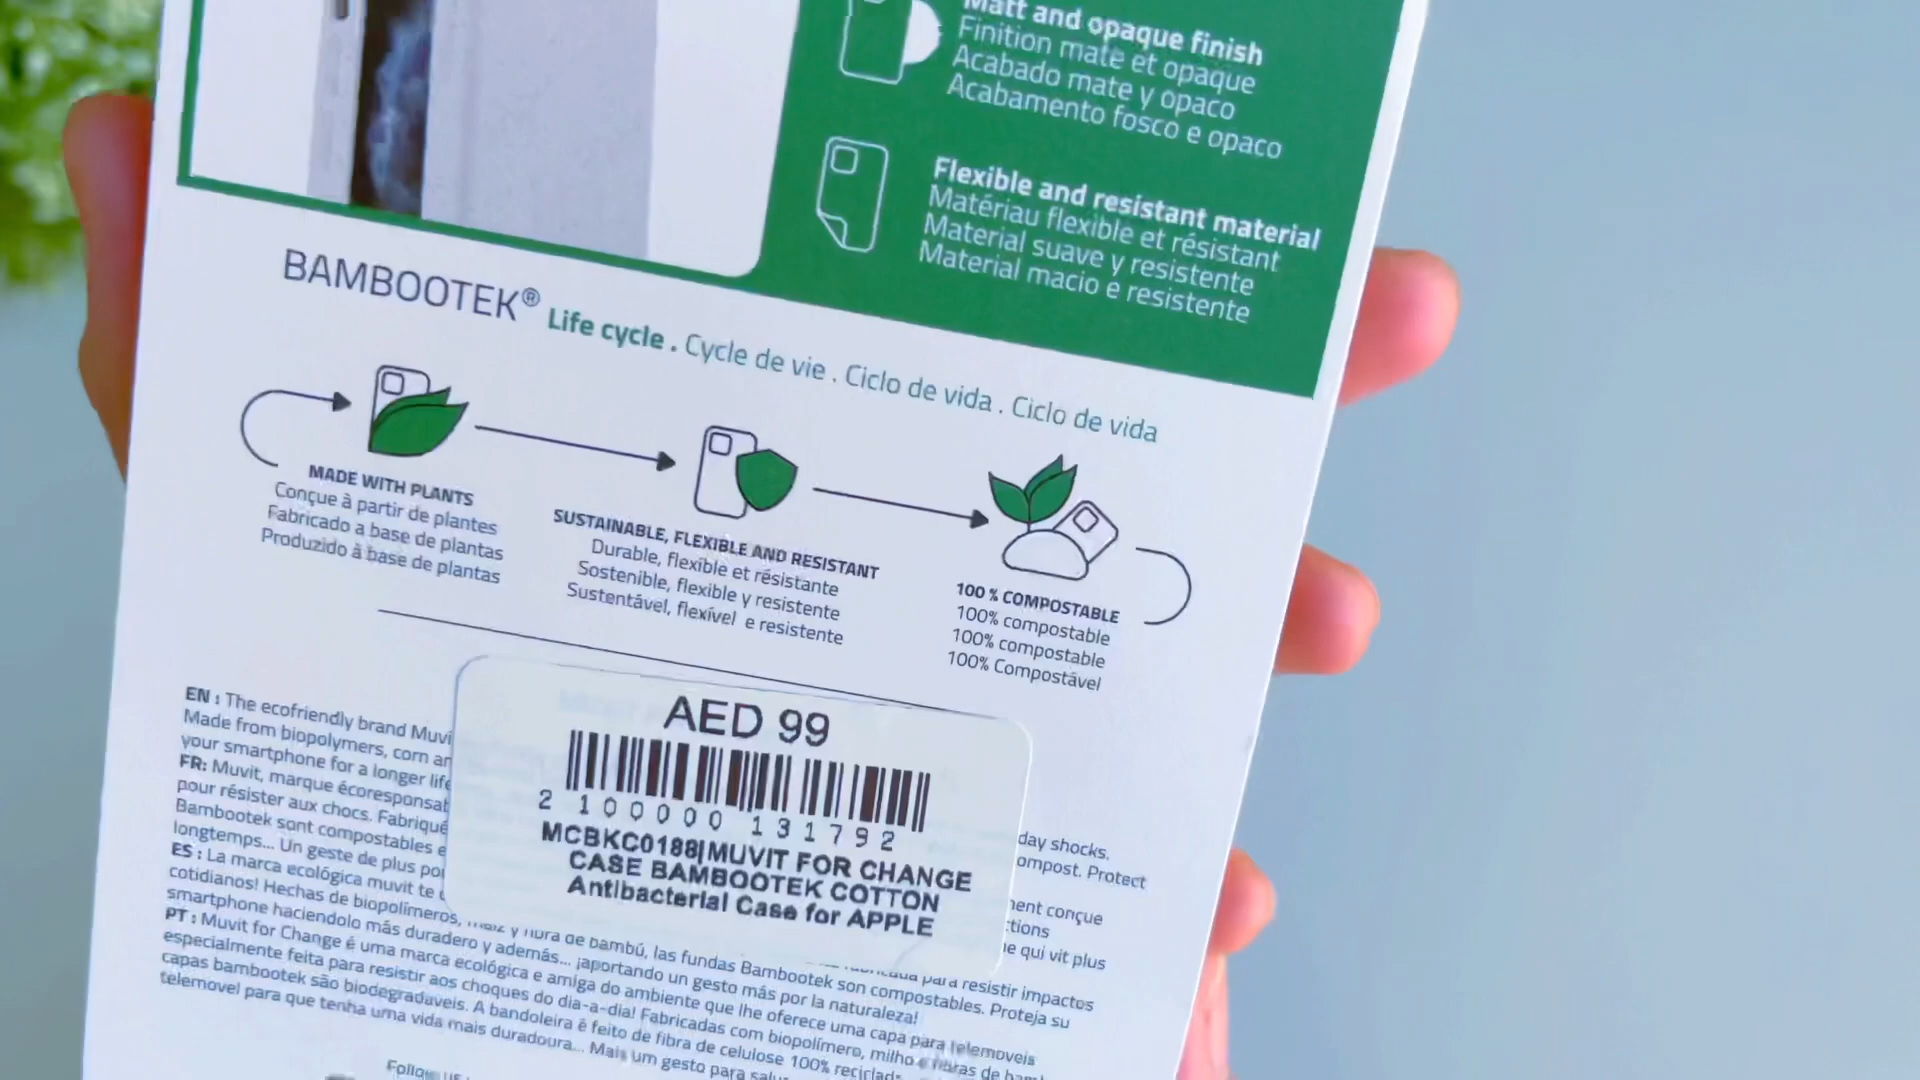 Matt and opaque finish
Finition mate et opaque
Acabado mate y opaco
Acabamento fosco e opaco
Flexible and resistant material
Matériau flexible et résistant
Material suave y resistente
Material macio e resistente
BAMBOOTEK® Life cycle . Cycle de vie . Ciclo de vida . Ciclo de vida
MADE WITH PLANTS
Conçue à partir de plantes
Fabricado a base de plantas
Produzido à base de plantas
SUSTAINABLE, FLEXIBLE AND RESISTANT
Durable, flexible et résistante
Sostenible, flexible y resistente
Sustentável, flexível e resistente
100 % COMPOSTABLE
100% compostable
100% compostable
100% Compostável
AED 99
2 100000 131792
MCBKC0188|MUVIT FOR CHANGE
CASE BAMBOOTEK COTTON
Antibacterial Case for APPLE
EN : The ecofriendly brand Muvi
day shocks.
Made from biopolymers, corn an
ompost. Protect
your smartphone for a longer life
FR: Muvit, marque écoresponsab
ment conçue
pour résister aux chocs. Fabriqué
ctions
Bambootek sont compostables e
ne qui vit plus
longtemps... Un geste de plus po
ES : La marca ecológica muvit te
para resistir impactos
cotidianos! Hechas de biopolímeros, maíz y fibra de bambú, las fundas Bambootek son compostables. Proteja su
smartphone haciendolo más duradero y además... ¡aportando un gesto más por la naturaleza!
PT : Muvit for Change é uma marca ecológica e amiga do ambiente que lhe oferece uma capa para telemoveis
especialmente feita para resistir aos choques do dia-a-dia! Fabricadas com biopolímero, milho e fibras de bam
capas bambootek são biodegradaveis. A bandoleira é feito de fibra de celulose 100% reciclad
telemovel para que tenha uma vida mais duradoura... Mais um gesto para salu
Follow us